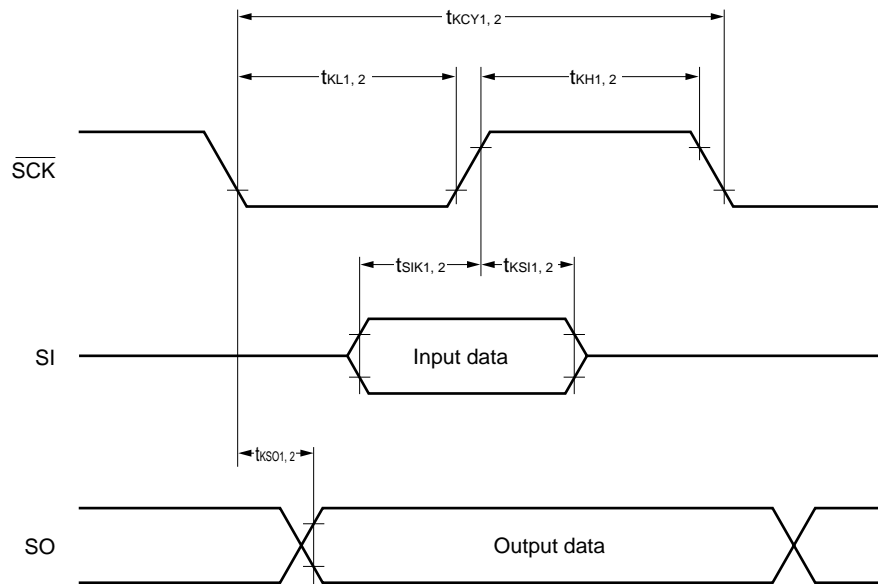 tKCY1, 2
tKL1, 2
tKH1, 2
SCK
tSIK1, 2
tKSI1, 2
SI
Input data
tKSO1, 2
SO
Output data